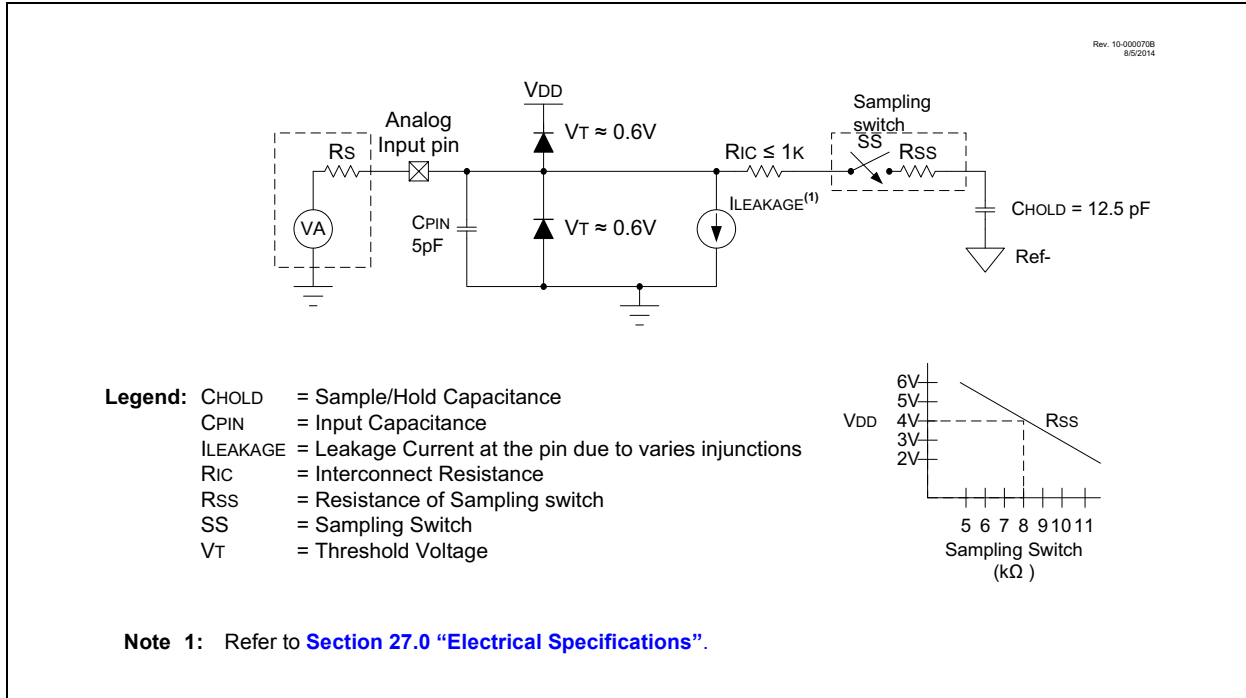 Rev. 10-000070B
8/5/2014
VDD
Analog
Input pin
VT ≈ 0.6V
Sampling
switch
SS
RSS
RS
RIC ≤ 1K
ILEAKAGE(1)
CHOLD = 12.5 pF
VA
CPIN
5pF
VT ≈ 0.6V
Ref-
Legend: CHOLD = Sample/Hold Capacitance
CPIN = Input Capacitance
ILEAKAGE = Leakage Current at the pin due to varies injunctions
RIC = Interconnect Resistance
RSS = Resistance of Sampling switch
SS = Sampling Switch
VT = Threshold Voltage
6V
5V
VDD 4V RSS
3V
2V
5 6 7 8 9 10 11
Sampling Switch
(kΩ )
Note 1: Refer to Section 27.0 “Electrical Specifications”.